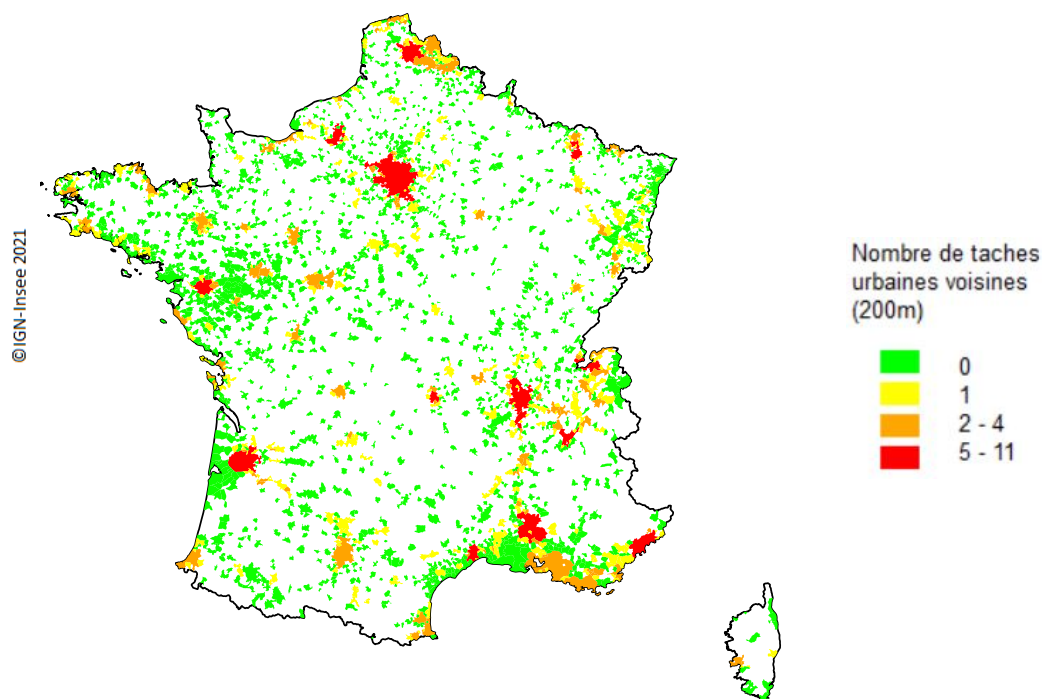 ©IGN-Insee 2021
Nombre de taches
urbaines voisines
(200m)
0
1
2 - 4
5 - 11